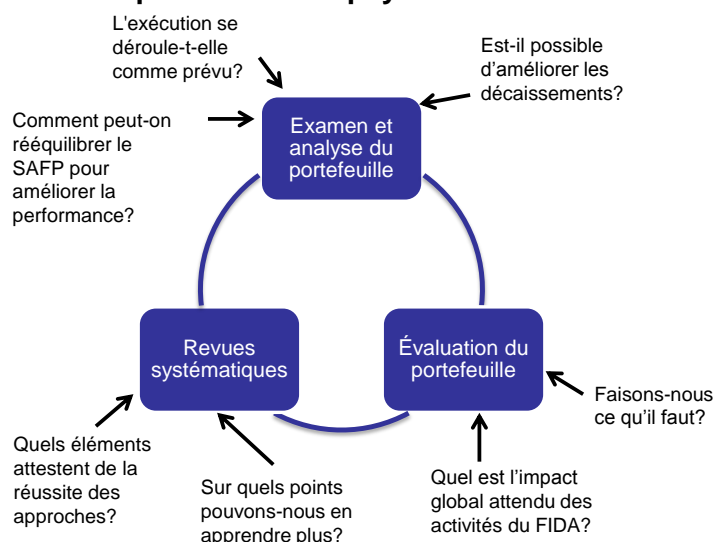 L'exécution se
déroule-t-elle
comme prévu?
Est-il possible
d'améliorer les
décaissements?
Comment peut-on
rééquilibrer le
SAFP pour
améliorer la
performance?
Examen et
analyse du
portefeuille
Revues
systématiques
Évaluation du
portefeuille
Faisons-nous
ce qu'il faut?
Quels éléments
attestent de la
réussite des
approches?
Sur quels points
pouvons-nous en
apprendre plus?
Quel est l'impact
global attendu des
activités du FIDA?